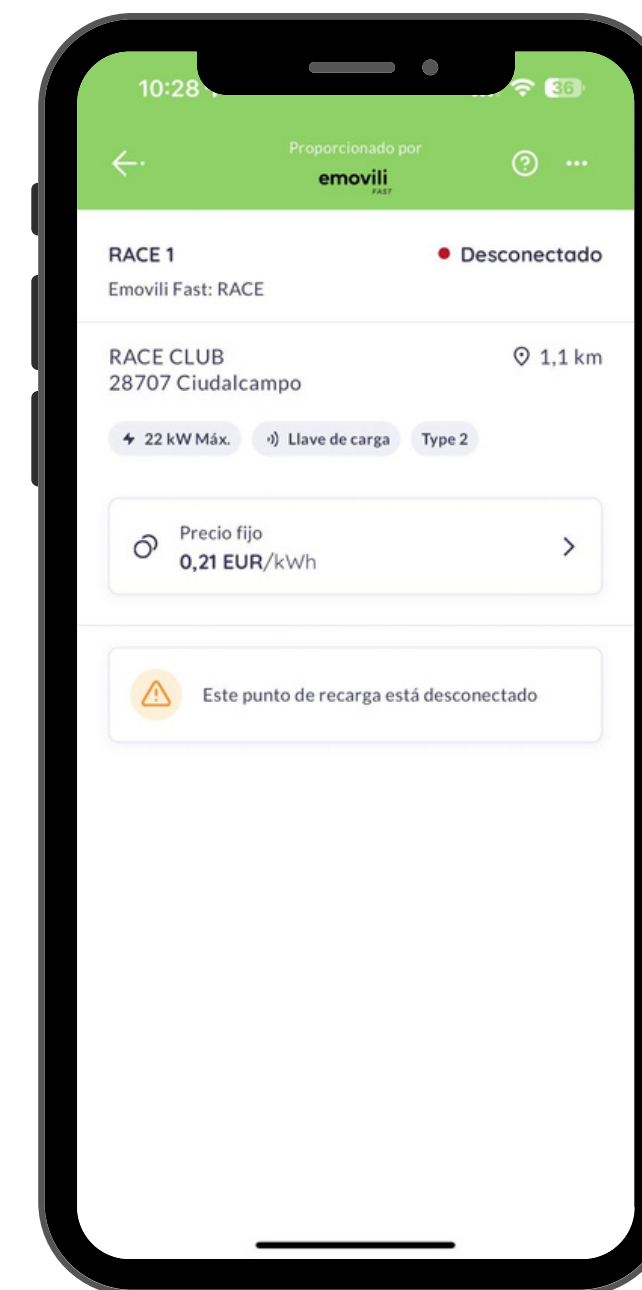 10:28
36
Proporcionado por
emovili
FAST
RACE 1
Desconectado
Emovili Fast: RACE
RACE CLUB
1,1 km
28707 Ciudalcampo
22 kW Máx.
Llave de carga
Type 2
Precio fijo
0,21 EUR/kWh
Este punto de recarga está desconectado